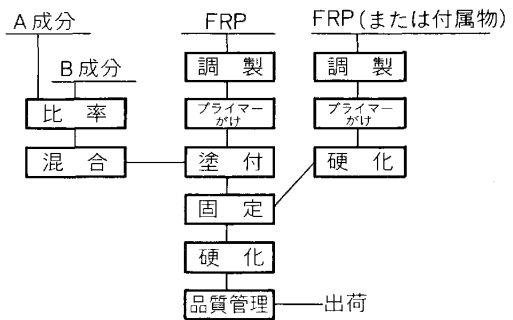 A成分
FRP
FRP(または付属物)
B成分
調製
調製
比率
プライマー
がけ
プライマー
がけ
混合
塗付
硬化
固定
硬化
品質管理
出荷